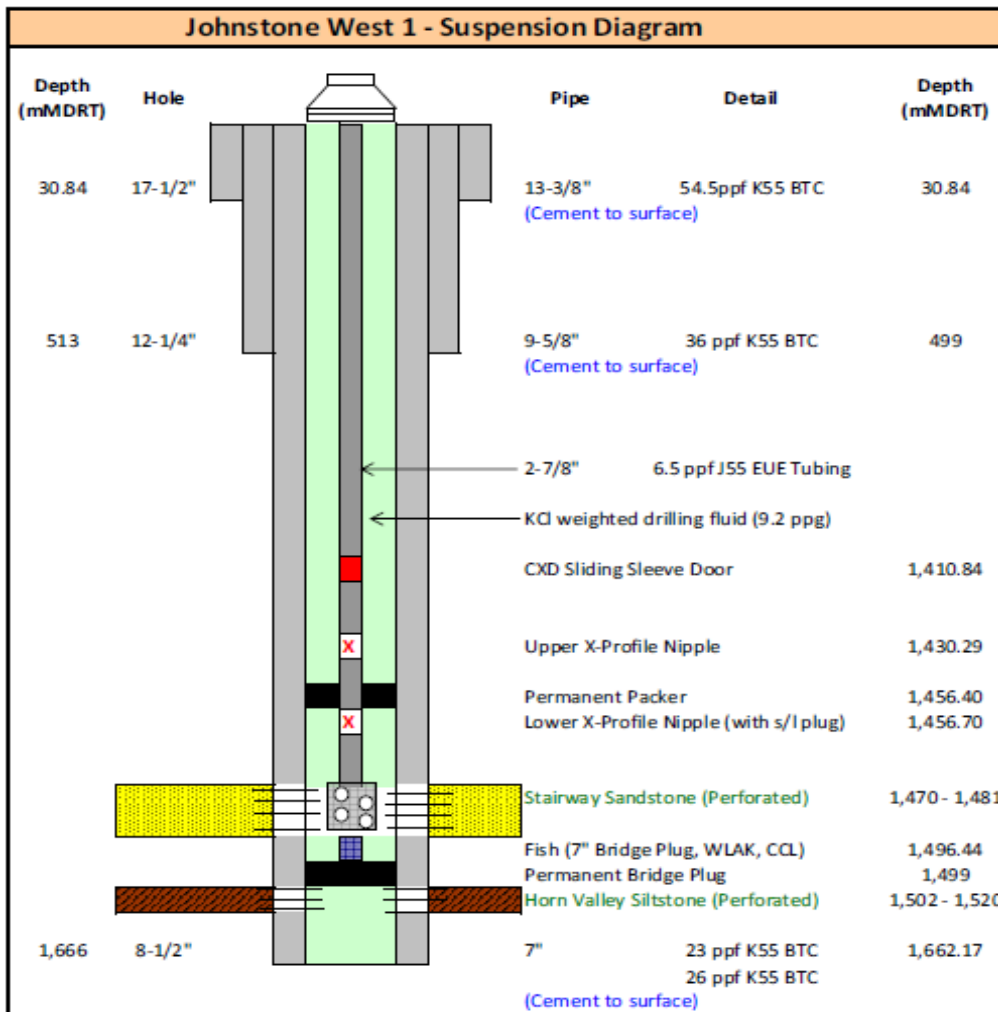 Johnstone West 1 - Suspension Diagram
Depth (mMDRT) Hole Pipe Detail Depth (mMDRT)
30.84 17-1/2" 13-3/8" 54.5ppf K55 BTC 30.84
(Cement to surface)
513 12-1/4" 9-5/8" 36 ppf K55 BTC 499
(Cement to surface)
2-7/8" 6.5 ppf J55 EUE Tubing
KCl weighted drilling fluid (9.2 ppg)
CXD Sliding Sleeve Door 1,410.84
X Upper X-Profile Nipple 1,430.29
Permanent Packer 1,456.40
X Lower X-Profile Nipple (with s/l plug) 1,456.70
Stairway Sandstone (Perforated) 1,470 - 1,481
Fish (7" Bridge Plug, WLAK, CCL) 1,496.44
Permanent Bridge Plug 1,499
Horn Valley Siltstone (Perforated) 1,502 - 1,520
1,666 8-1/2" 7" 23 ppf K55 BTC 1,662.17
26 ppf K55 BTC
(Cement to surface)